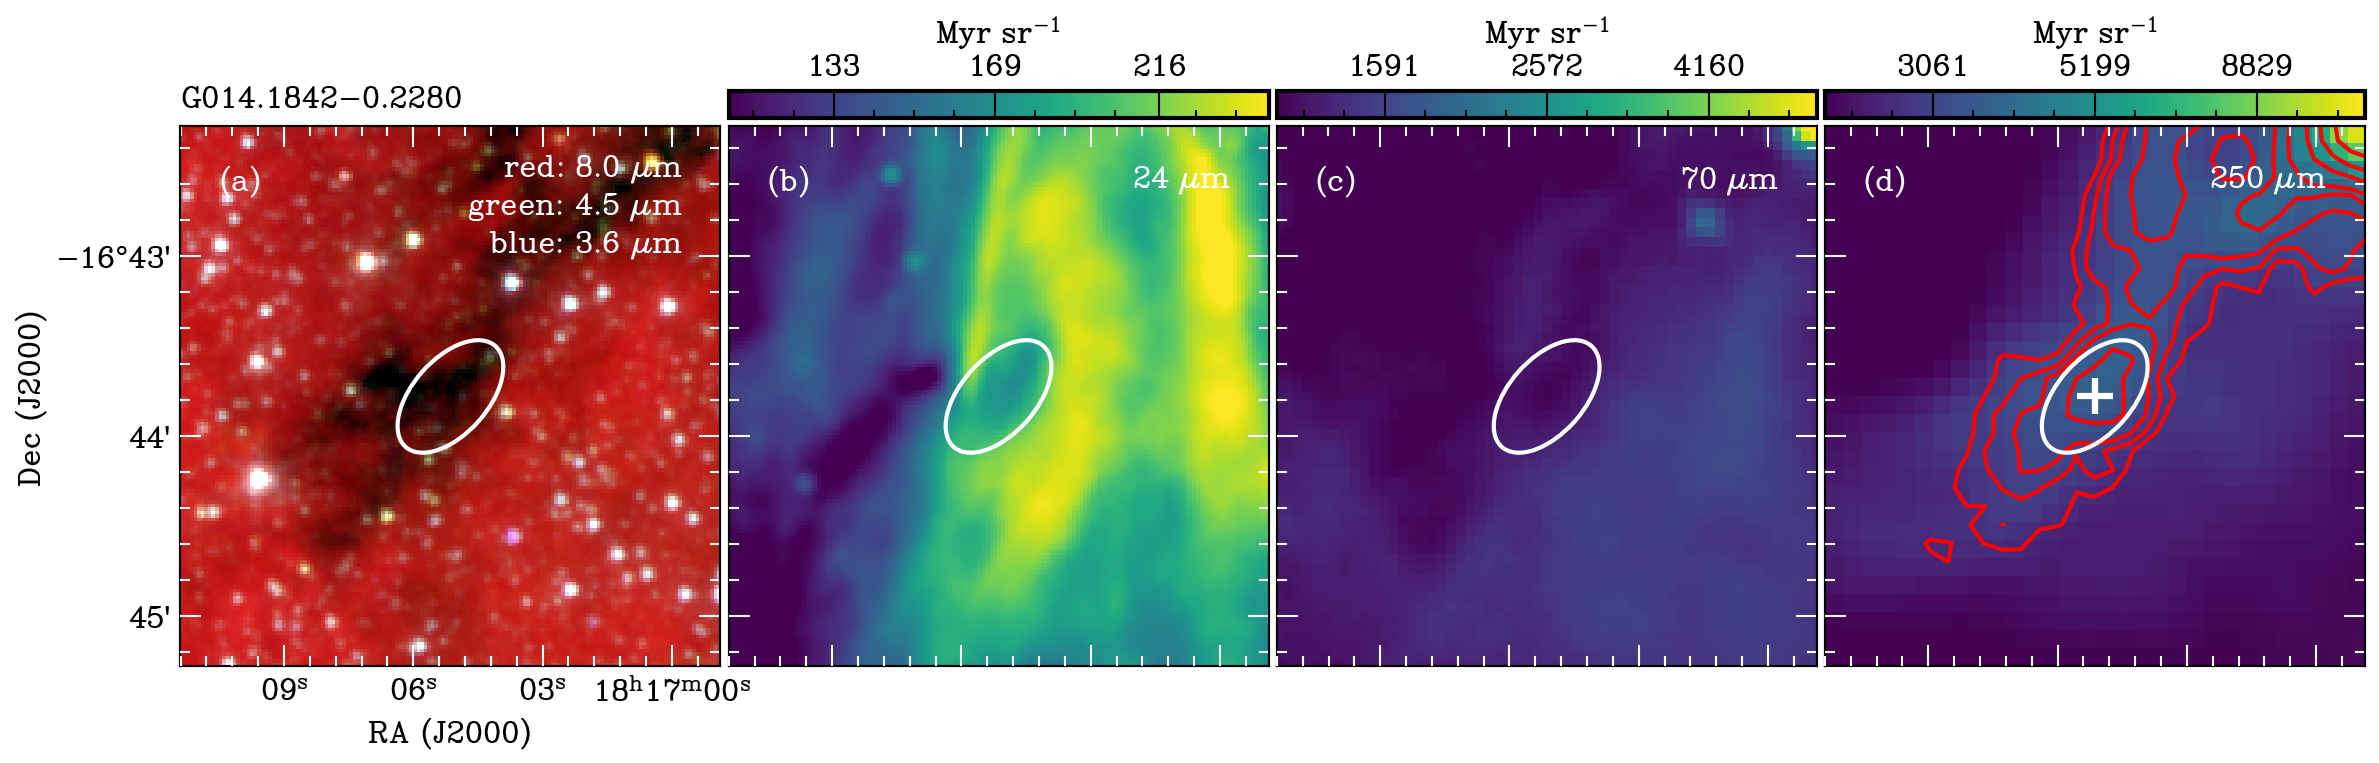 Myr sr⁻¹ Myr sr⁻¹ Myr sr⁻¹
133 169 216 1591 2572 4160 3061 5199 8829
G014.1842−0.2280
(a) red: 8.0 μm
green: 4.5 μm
blue: 3.6 μm
(b) 24 μm
(c) 70 μm
(d) 250 μm
−16°43'
44'
45'
Dec (J2000)
09ˢ 06ˢ 03ˢ 18ʰ17ᵐ00ˢ
RA (J2000)